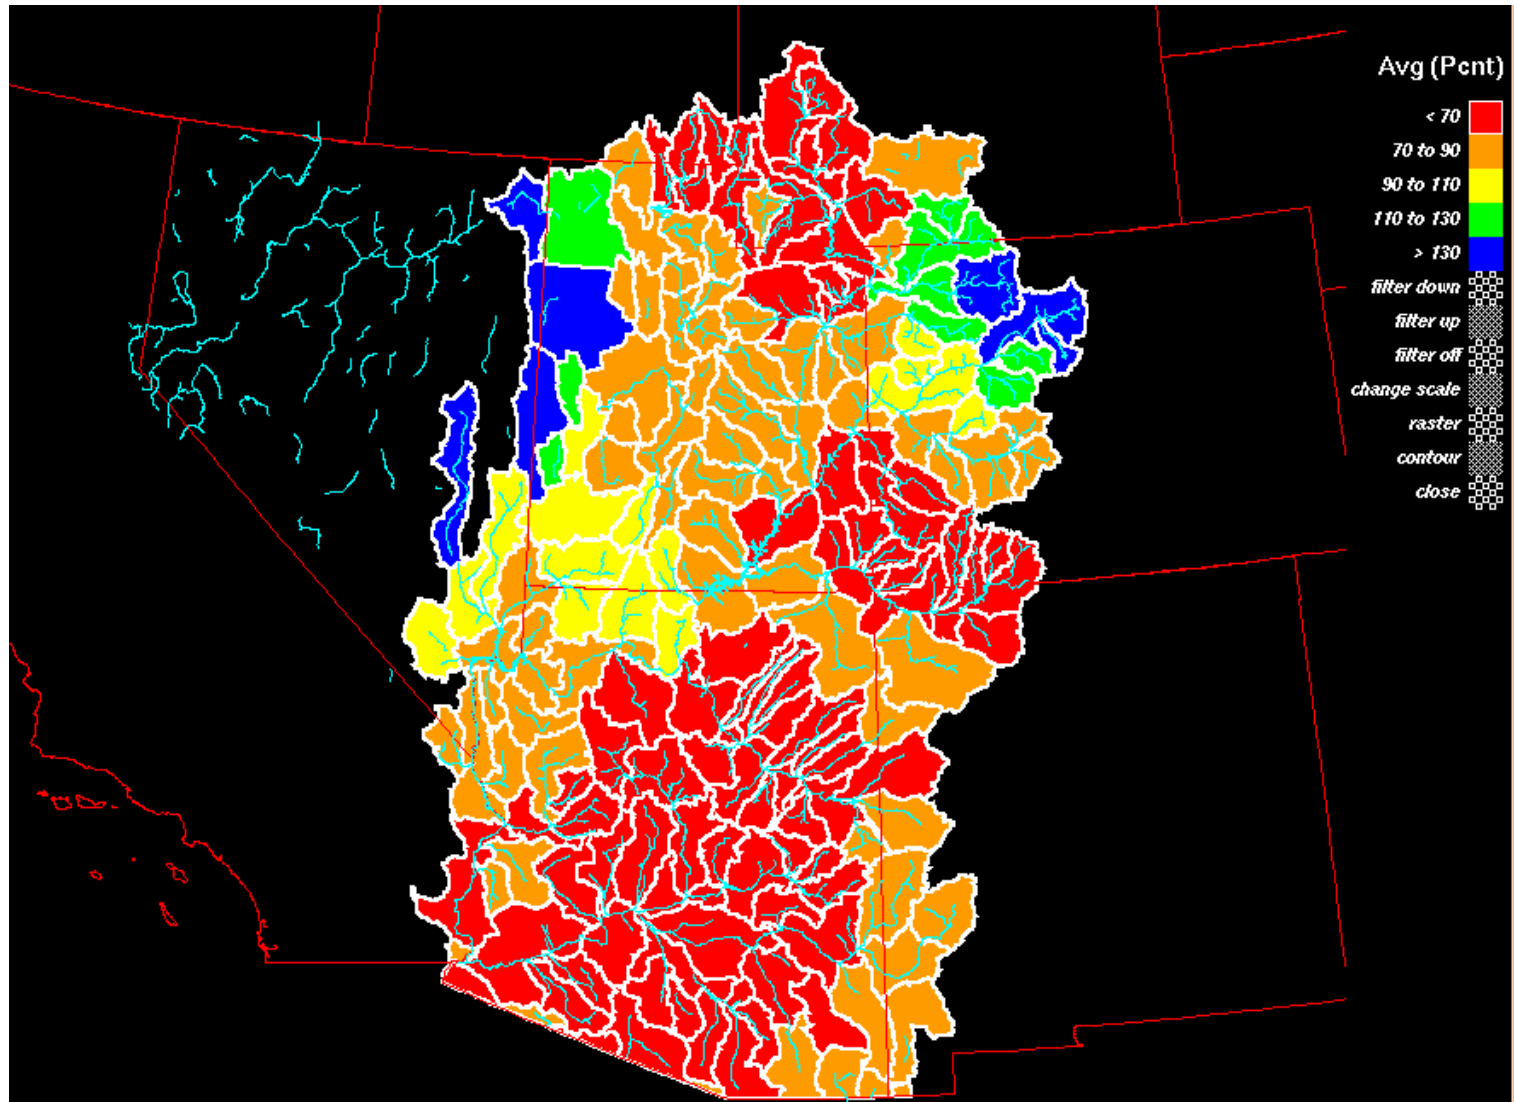 Avg (Pcnt)
< 70
70 to 90
90 to 110
110 to 130
> 130
filter down
filter up
filter off
change scale
raster
contour
close